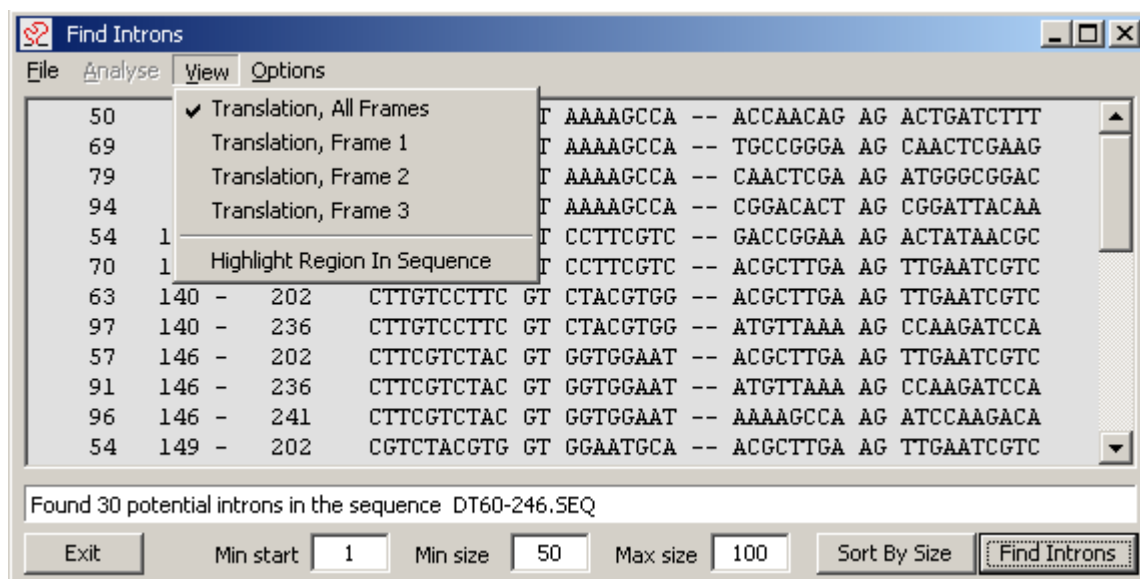 Find Introns
File Analyse View Options
50 T AAAAGCCA -- ACCAACAG AG ACTGATCTTT
69 T AAAAGCCA -- TGCCGGGA AG CAACTCGAAG
79 T AAAAGCCA -- CAACTCGA AG ATGGGCGGAC
94 T AAAAGCCA -- CGGACACT AG CGGATTACAA
54 1 T CCTTCGTC -- GACCGGAA AG ACTATAACGC
70 1 T CCTTCGTC -- ACGCTTGA AG TTGAATCGTC
63 140 - 202 CTTGTCCTTC GT CTACGTGG -- ACGCTTGA AG TTGAATCGTC
97 140 - 236 CTTGTCCTTC GT CTACGTGG -- ATGTTAAA AG CCAAGATCCA
57 146 - 202 CTTCGTCTAC GT GGTGGAAT -- ACGCTTGA AG TTGAATCGTC
91 146 - 236 CTTCGTCTAC GT GGTGGAAT -- ATGTTAAA AG CCAAGATCCA
96 146 - 241 CTTCGTCTAC GT GGTGGAAT -- AAAAGCCA AG ATCCAAGACA
54 149 - 202 CGTCTACGTG GT GGAATGCA -- ACGCTTGA AG TTGAATCGTC
✓ Translation, All Frames
Translation, Frame 1
Translation, Frame 2
Translation, Frame 3
Highlight Region In Sequence
Found 30 potential introns in the sequence DT60-246.SEQ
Exit Min start 1 Min size 50 Max size 100 Sort By Size Find Introns